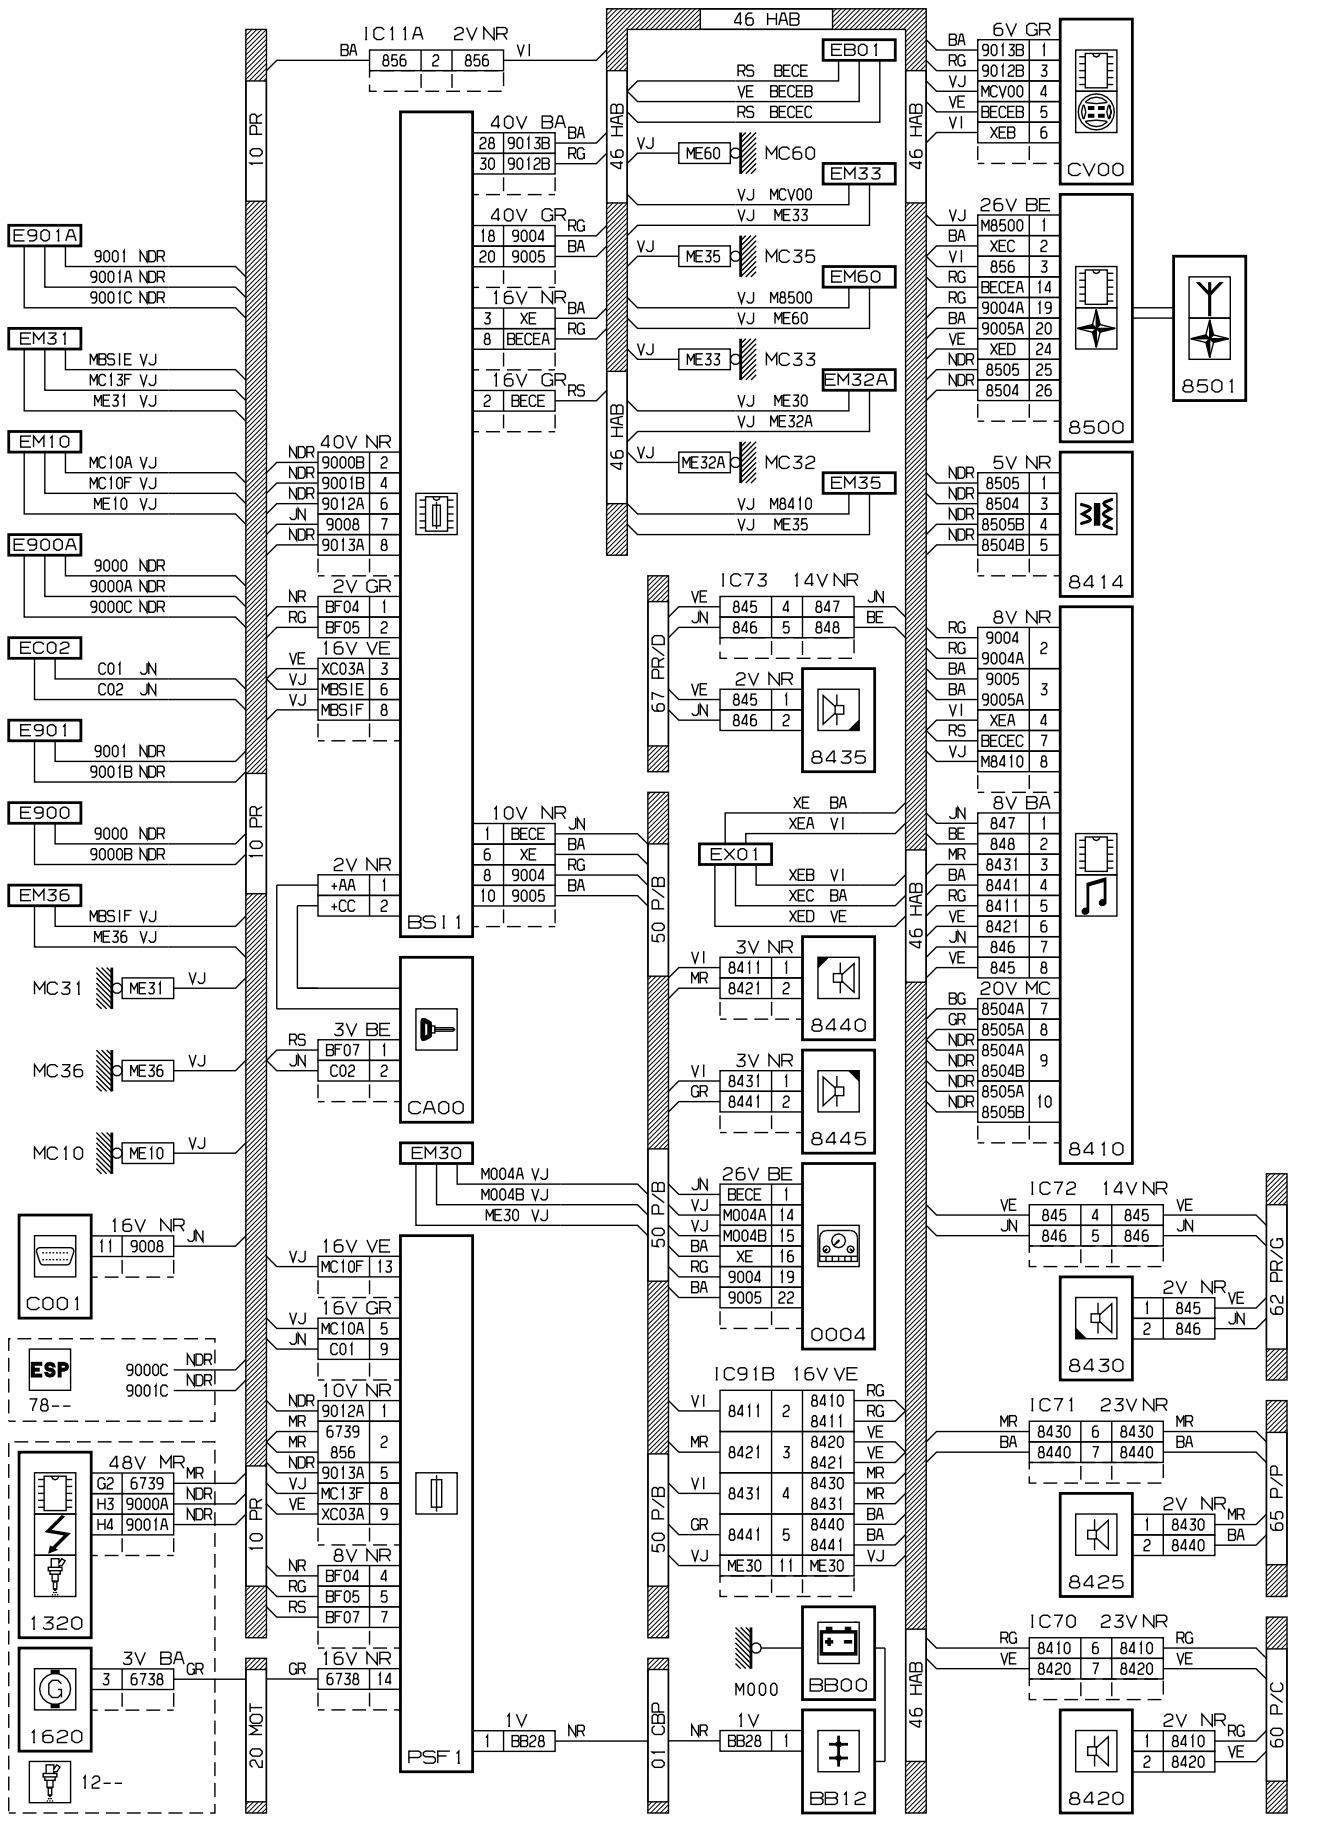 46 HAB
IC11A 2V NR
BA 856 2 856 VI
10 PR
BSI1
40V BA
28 9013B BA
30 9012B RG
40V GR
18 9004 RG
20 9005 BA
16V NR
3 XE BA
8 BECEA RG
16V GR
2 BECE RS
46 HAB
46 HAB
46 HAB
EB01
RS BECE
VE BECEB
RS BECEC
VJ ME60 MC60
EM33
VJ MCV00
VJ ME33
VJ ME35 MC35
EM60
VJ M8500
VJ ME60
VJ ME33 MC33
EM32A
VJ ME30
VJ ME32A
VJ ME32A MC32
EM35
VJ M8410
VJ ME35
6V GR
BA 9013B 1
RG 9012B 3
VJ MCV00 4
VE BECEB 5
VI XEB 6
CV00
26V BE
VJ M8500 1
BA XEC 2
VI 856 3
RG BECEA 14
RG 9004A 19
BA 9005A 20
VE XED 24
NDR 8505 25
NDR 8504 26
8500
8501
5V NR
NDR 8505 1
NDR 8504 3
NDR 8505B 4
NDR 8504B 5
8414
8V NR
RG 9004 2
RG 9004A
BA 9005 3
BA 9005A
VI XEA 4
RS BECEC 7
VJ M8410 8
8V BA
JN 847 1
BE 848 2
MR 8431 3
BA 8441 4
RG 8411 5
VE 8421 6
JN 846 7
VE 845 8
20V MC
BG 8504A 7
GR 8505A 8
NDR 8504A 9
NDR 8504B
NDR 8505A 10
NDR 8505B
8410
E901A
9001 NDR
9001A NDR
9001C NDR
EM31
MBSIE VJ
MC13F VJ
ME31 VJ
EM10
MC10A VJ
MC10F VJ
ME10 VJ
E900A
9000 NDR
9000A NDR
9000C NDR
EC02
C01 JN
C02 JN
E901
9001 NDR
9001B NDR
E900
9000 NDR
9000B NDR
EM36
MBSIF VJ
ME36 VJ
MC31 ME31 VJ
MC36 ME36 VJ
MC10 ME10 VJ
10 PR
40V NR
NDR 9000B 2
NDR 9001B 4
NDR 9012A 6
JN 9008 7
NDR 9013A 8
2V GR
NR BF04 1
RG BF05 2
16V VE
VE XC03A 3
VJ MBSIE 6
VJ MBSIF 8
2V NR
+AA 1
+CC 2
10V NR
1 BECE JN
6 XE BA
8 9004 RG
10 9005 BA
3V BE
RS BF07 1
JN C02 2
CA00
EM30
M004A VJ
M004B VJ
ME30 VJ
67 PR/D
IC73 14V NR
VE 845 4 847 JN
JN 846 5 848 BE
2V NR
VE 845 1
JN 846 2
8435
50 P/B
XE BA
XEA VI
EX01
XEB VI
XEC BA
XED VE
46 HAB
3V NR
VI 8411 1
MR 8421 2
8440
3V NR
VI 8431 1
GR 8441 2
8445
50 P/B
26V BE
JN BECE 1
VJ M004A 14
VJ M004B 15
BA XE 16
RG 9004 19
BA 9005 22
0004
IC91B 16V VE
VI 8411 2 8410 RG
8411 RG
MR 8421 3 8420 VE
8421 VE
VI 8431 4 8430 MR
8431 MR
GR 8441 5 8440 BA
8441 BA
VJ ME30 11 ME30 VJ
50 P/B
16V NR
11 9008 JN
C001
ESP
78--
9000C NDR
9001C NDR
48V MR
G2 6739 MR
H3 9000A NDR
H4 9001A NDR
1320
3V BA
3 6738 GR
G
1620
12--
10 PR
20 MOT
16V VE
VJ MC10F 13
16V GR
VJ MC10A 5
JN C01 9
10V NR
NDR 9012A 1
MR 6739 2
MR 856
NDR 9013A 5
VJ MC13F 8
VE XC03A 9
8V NR
NR BF04 4
RG BF05 5
RS BF07 7
16V NR
GR 6738 14
PSF1
1V
1 BB28 NR
01 CBP
M000
BB00
1V
NR BB28 1
BB12
46 HAB
IC72 14V NR
VE 845 4 845 VE
JN 846 5 846 JN
2V NR
1 845 VE
2 846 JN
8430
62 PR/G
IC71 23V NR
MR 8430 6 8430 MR
BA 8440 7 8440 BA
2V NR
1 8430 MR
2 8440 BA
8425
65 P/P
IC70 23V NR
RG 8410 6 8410 RG
VE 8420 7 8420 VE
2V NR
1 8410 RG
2 8420 VE
8420
60 P/C